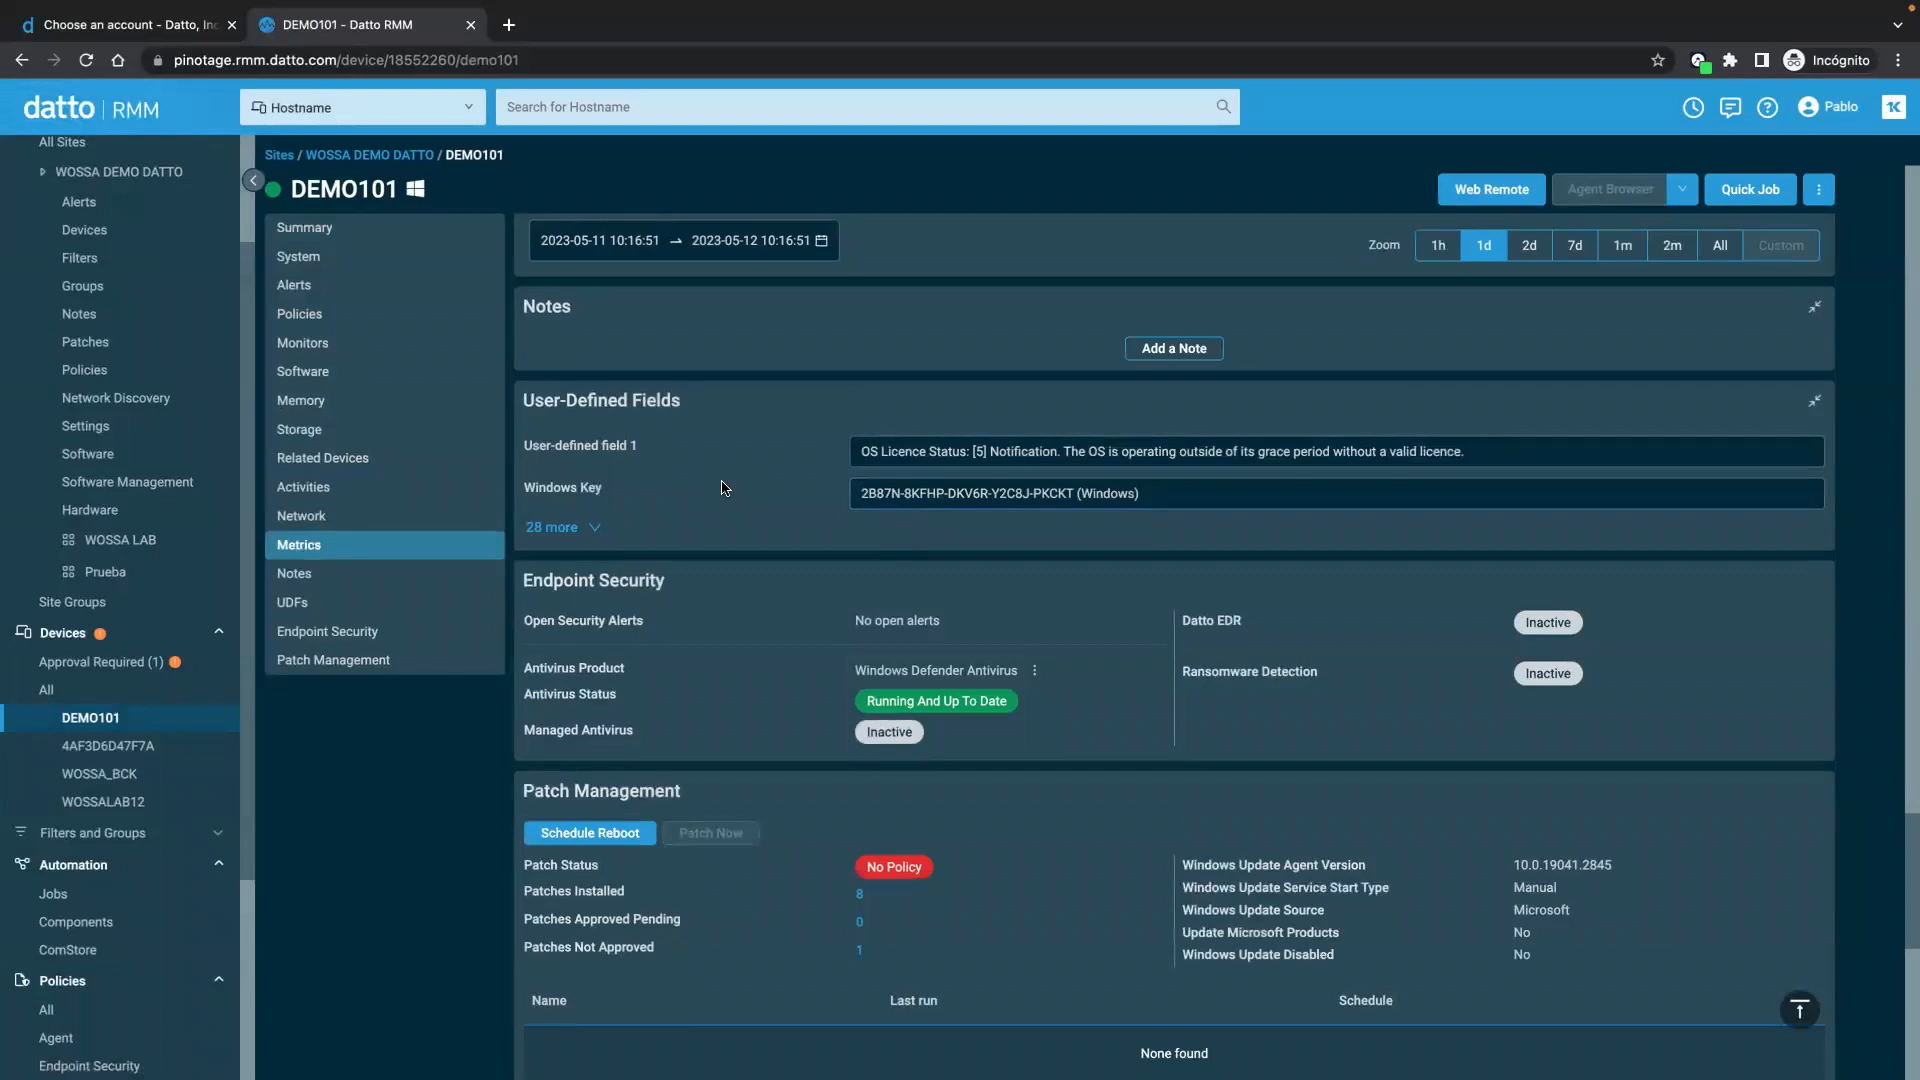 Choose an account - Datto, Inc
DEMO101 - Datto RMM
pinotage.rmm.datto.com/device/18552260/demo101
Incógnito
datto | RMM
Hostname
Search for Hostname
Pablo
K
All Sites
WOSSA DEMO DATTO
Alerts
Devices
Filters
Groups
Notes
Patches
Policies
Network Discovery
Settings
Software
Software Management
Hardware
WOSSA LAB
Prueba
Site Groups
Devices
Approval Required (1)
All
DEMO101
4AF3D6D47F7A
WOSSA_BCK
WOSSALAB12
Filters and Groups
Automation
Jobs
Components
ComStore
Policies
All
Agent
Endpoint Security
Sites / WOSSA DEMO DATTO / DEMO101
DEMO101
Web Remote
Agent Browser
Quick Job
Summary
System
Alerts
Policies
Monitors
Software
Memory
Storage
Related Devices
Activities
Network
Metrics
Notes
UDFs
Endpoint Security
Patch Management
2023-05-11 10:16:51 → 2023-05-12 10:16:51
Zoom 1h 1d 2d 7d 1m 2m All Custom
Notes
Add a Note
User-Defined Fields
User-defined field 1
OS Licence Status: [5] Notification. The OS is operating outside of its grace period without a valid licence.
Windows Key
2B87N-8KFHP-DKV6R-Y2C8J-PKCKT (Windows)
28 more
Endpoint Security
Open Security Alerts No open alerts
Antivirus Product Windows Defender Antivirus
Antivirus Status Running And Up To Date
Managed Antivirus Inactive
Datto EDR Inactive
Ransomware Detection Inactive
Patch Management
Schedule Reboot Patch Now
Patch Status No Policy
Patches Installed 8
Patches Approved Pending 0
Patches Not Approved 1
Windows Update Agent Version 10.0.19041.2845
Windows Update Service Start Type Manual
Windows Update Source Microsoft
Update Microsoft Products No
Windows Update Disabled No
Name Last run Schedule
None found